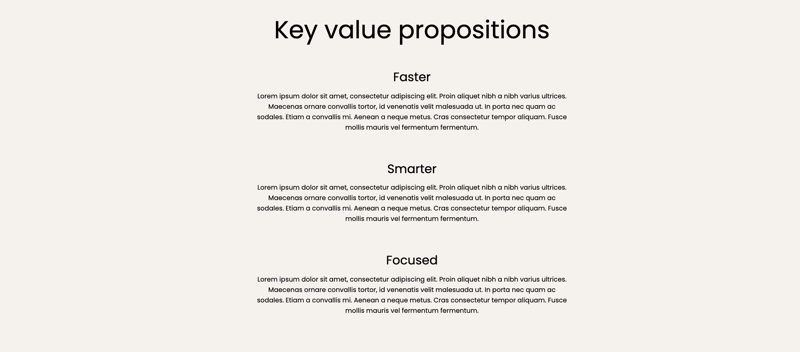 Key value propositions
Faster
Lorem ipsum dolor sit amet, consectetur adipiscing elit. Proin aliquet nibh a nibh varius ultrices.
Maecenas ornare convallis tortor, id venenatis velit malesuada ut. In porta nec quam ac
sodales. Etiam a convallis mi. Aenean a neque metus. Cras consectetur tempor aliquam. Fusce
mollis mauris vel fermentum fermentum.
Smarter
Lorem ipsum dolor sit amet, consectetur adipiscing elit. Proin aliquet nibh a nibh varius ultrices.
Maecenas ornare convallis tortor, id venenatis velit malesuada ut. In porta nec quam ac
sodales. Etiam a convallis mi. Aenean a neque metus. Cras consectetur tempor aliquam. Fusce
mollis mauris vel fermentum fermentum.
Focused
Lorem ipsum dolor sit amet, consectetur adipiscing elit. Proin aliquet nibh a nibh varius ultrices.
Maecenas ornare convallis tortor, id venenatis velit malesuada ut. In porta nec quam ac
sodales. Etiam a convallis mi. Aenean a neque metus. Cras consectetur tempor aliquam. Fusce
mollis mauris vel fermentum fermentum.